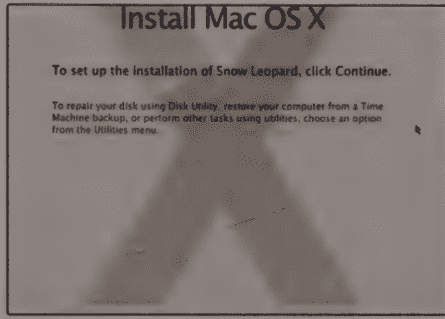 Install Mac OS X
To set up the installation of Snow Leopard, click Continue.
To repair your disk using Disk Utility, restore your computer from a Time
Machine backup, or perform other tasks using utilities, choose an option
from the Utilities menu.